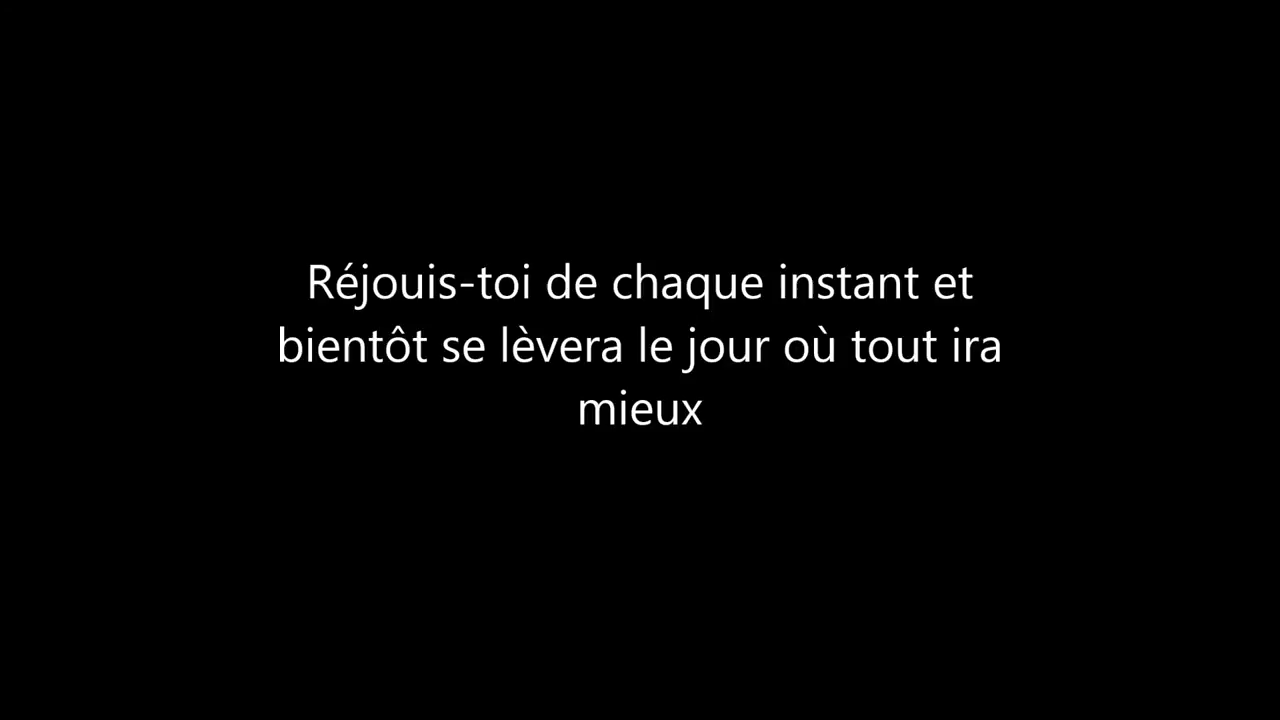 Réjouis-toi de chaque instant et
bientôt se lèvera le jour où tout ira
mieux